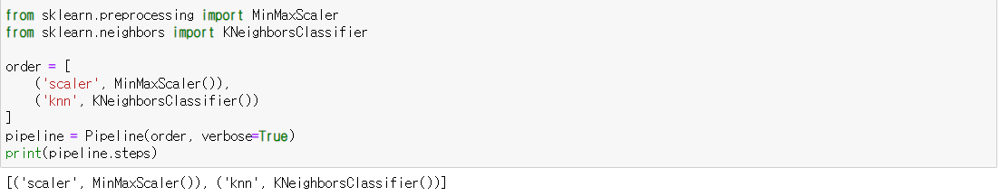 from sklearn.preprocessing import MinMaxScaler
from sklearn.neighbors import KNeighborsClassifier

order = [
    ('scaler', MinMaxScaler()),
    ('knn', KNeighborsClassifier())
]
pipeline = Pipeline(order, verbose=True)
print(pipeline.steps)
[('scaler', MinMaxScaler()), ('knn', KNeighborsClassifier())]